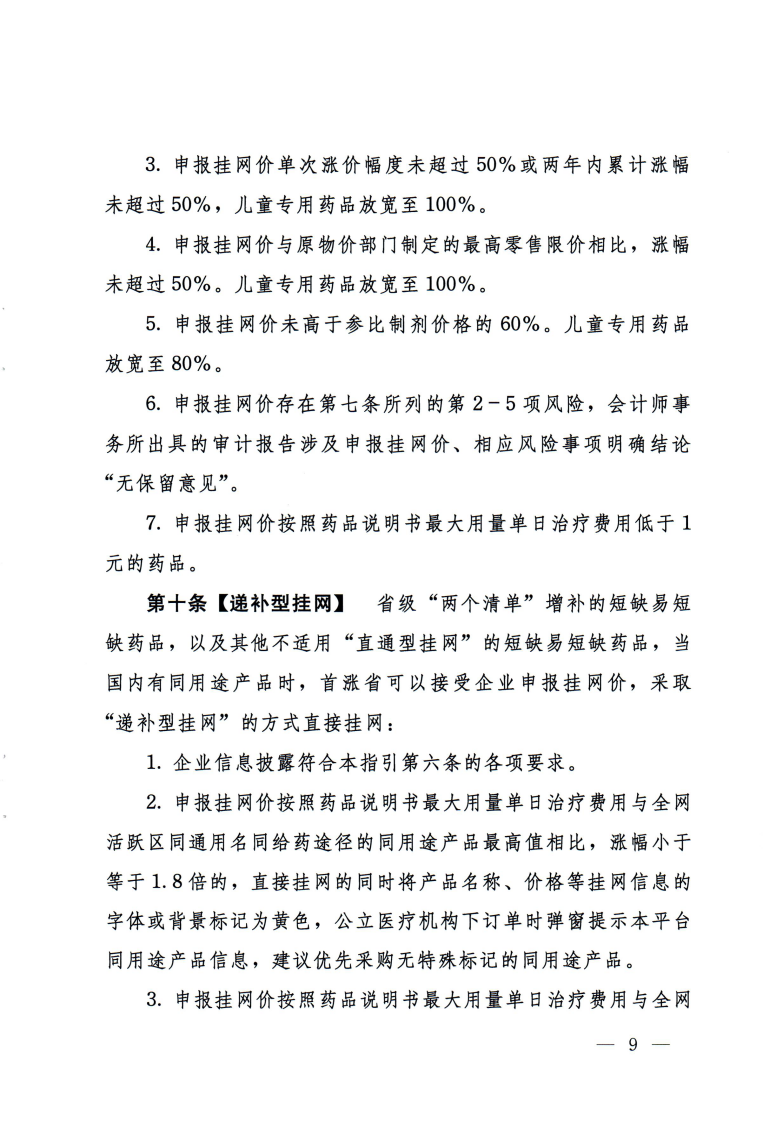 3. 申报挂网价单次涨价幅度未超过 50%或两年内累计涨幅
未超过 50%，儿童专用药品放宽至 100%。
4. 申报挂网价与原物价部门制定的最高零售限价相比，涨幅
未超过 50%。儿童专用药品放宽至 100%。
5. 申报挂网价未高于参比制剂价格的 60%。儿童专用药品
放宽至 80%。
6. 申报挂网价存在第七条所列的第 2－5 项风险，会计师事
务所出具的审计报告涉及申报挂网价、相应风险事项明确结论
“无保留意见”。
7. 申报挂网价按照药品说明书最大用量单日治疗费用低于 1
元的药品。
第十条【递补型挂网】 省级“两个清单”增补的短缺易短
缺药品，以及其他不适用“直通型挂网”的短缺易短缺药品，当
国内有同用途产品时，首涨省可以接受企业申报挂网价，采取
“递补型挂网”的方式直接挂网：
1. 企业信息披露符合本指引第六条的各项要求。
2. 申报挂网价按照药品说明书最大用量单日治疗费用与全网
活跃区同通用名同给药途径的同用途产品最高值相比，涨幅小于
等于 1.8 倍的，直接挂网的同时将产品名称、价格等挂网信息的
字体或背景标记为黄色，公立医疗机构下订单时弹窗提示本平台
同用途产品信息，建议优先采购无特殊标记的同用途产品。
3. 申报挂网价按照药品说明书最大用量单日治疗费用与全网
— 9 —